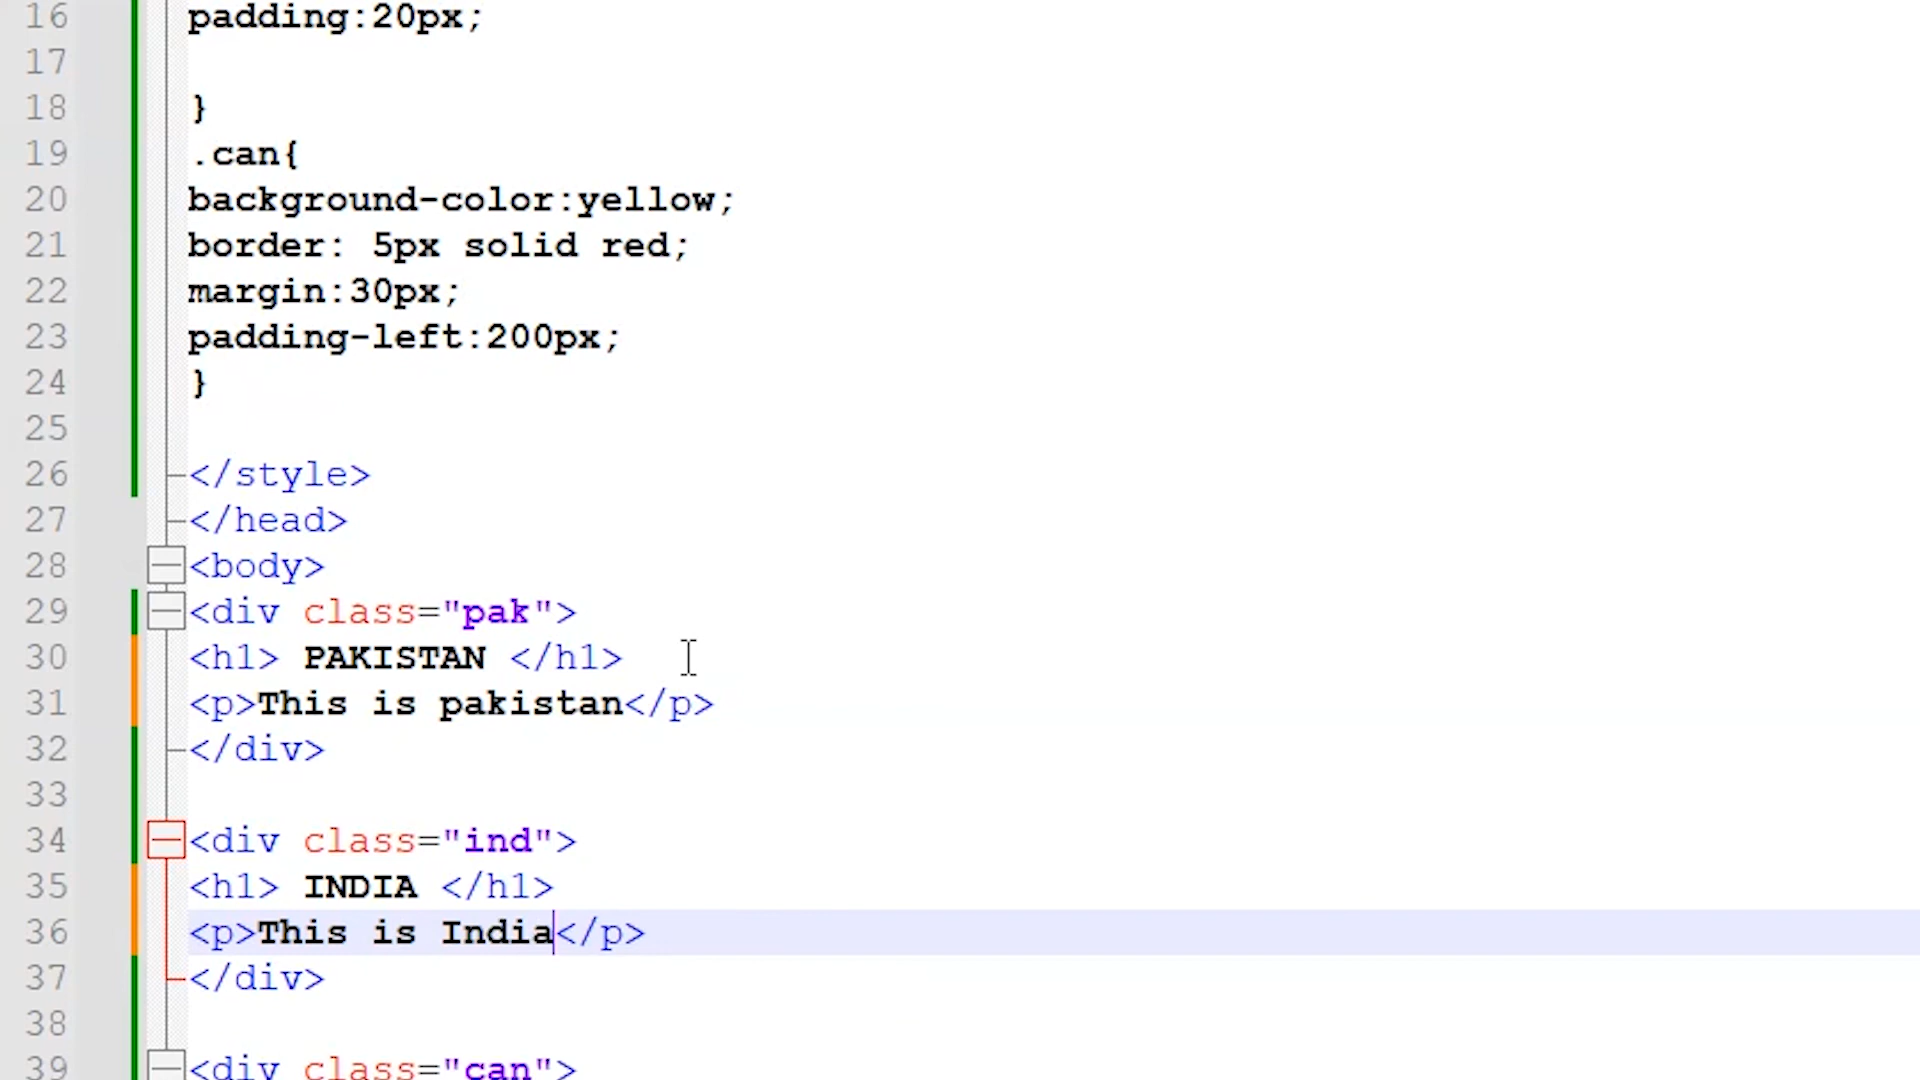 16 padding:20px;
17
18 }
19 .can{
20 background-color:yellow;
21 border: 5px solid red;
22 margin:30px;
23 padding-left:200px;
24 }
25
26 </style>
27 </head>
28 <body>
29 <div class="pak">
30 <h1> PAKISTAN </h1>
31 <p>This is pakistan</p>
32 </div>
33
34 <div class="ind">
35 <h1> INDIA </h1>
36 <p>This is India</p>
37 </div>
38
39 <div class="can">